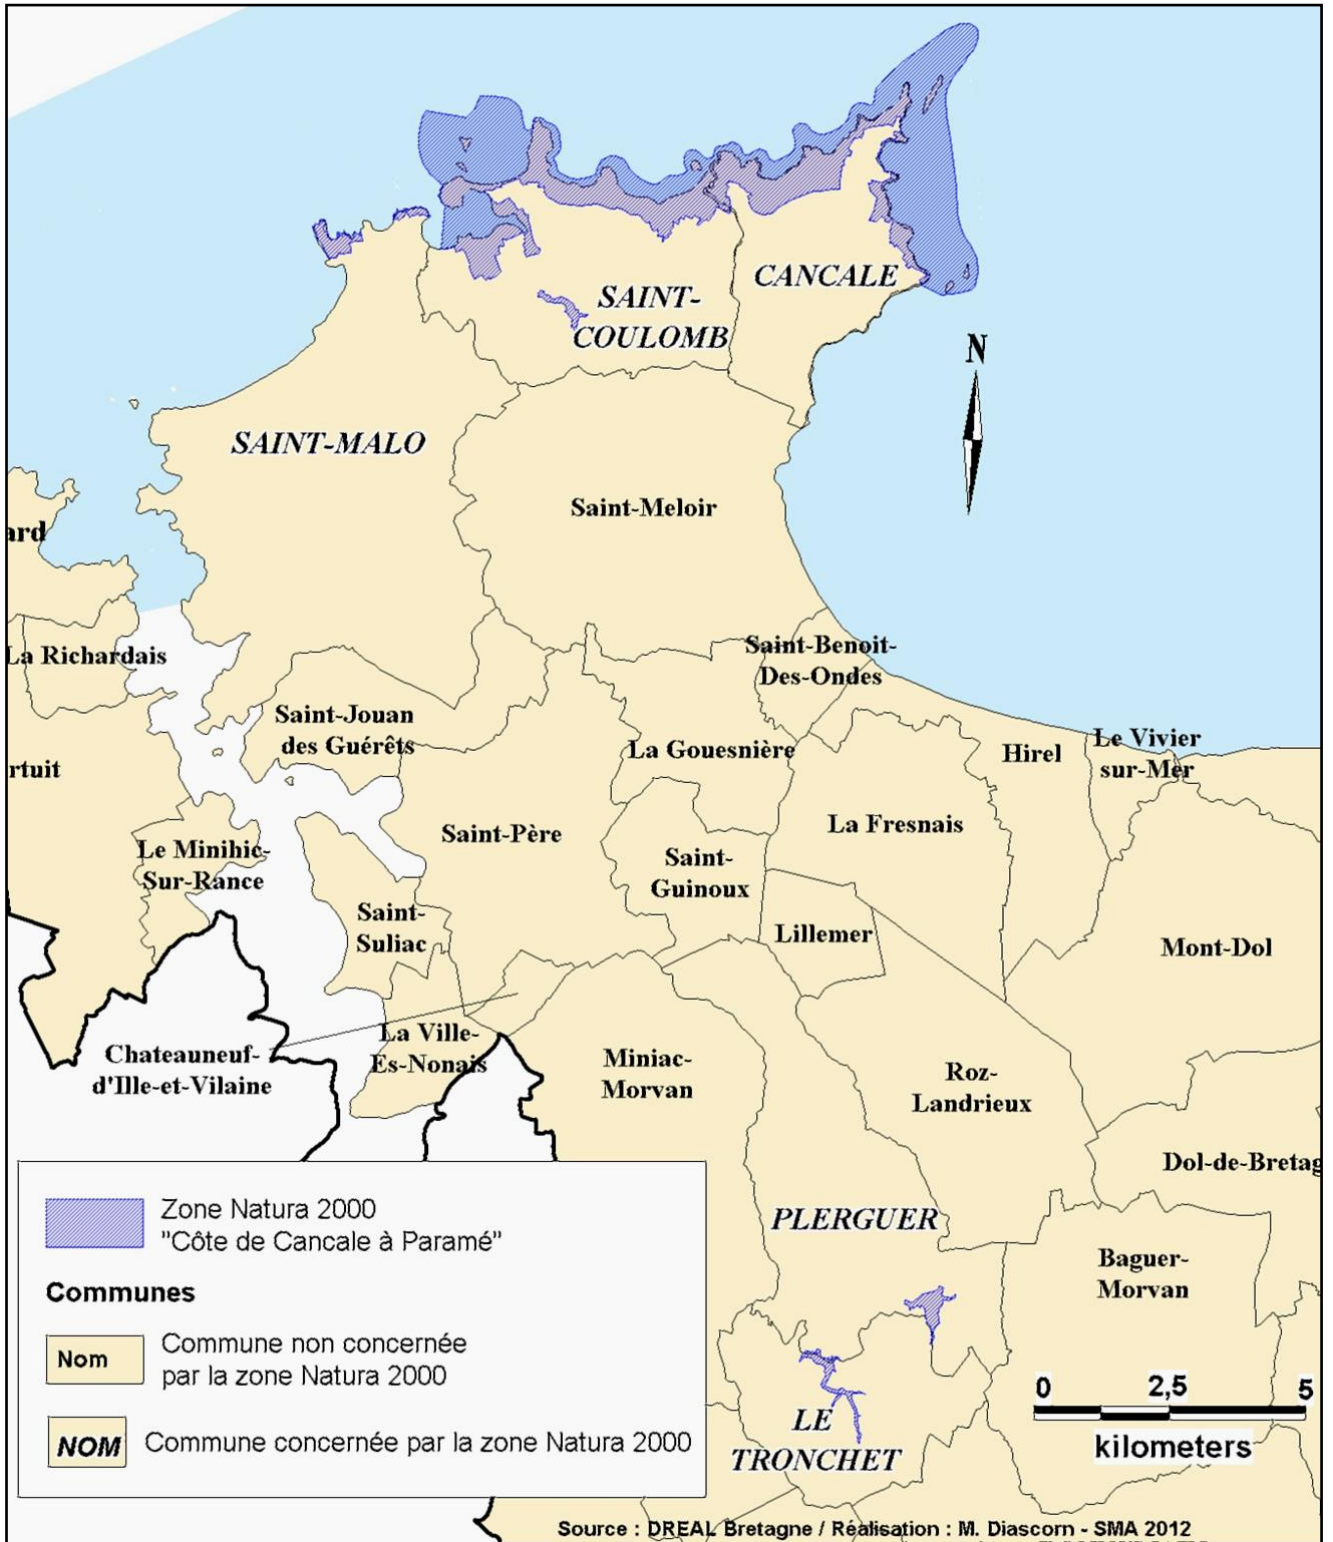 SAINT-
COULOMB
CANCALE
N
SAINT-MALO
Saint-Meloir
ard
La Richardais
Saint-Benoit-
Des-Ondes
Saint-Jouan
des Guérêts
La Gouesnière
Hirel
Le Vivier
sur-Mer
rtuit
Saint-Père
La Fresnais
Le Minihic-
Sur-Rance
Saint-
Guinoux
Saint-
Suliac
Lillemer
Mont-Dol
Chateauneuf-
d'Ille-et-Vilaine
La Ville-
Es-Nonais
Miniac-
Morvan
Roz-
Landrieux
Dol-de-Bretag
PLERGUER
Baguer-
Morvan
LE
TRONCHET
Zone Natura 2000
"Côte de Cancale à Paramé"
Communes
Nom
Commune non concernée
par la zone Natura 2000
NOM
Commune concernée par la zone Natura 2000
0 2,5 5
kilometers
Source : DREAL Bretagne / Réalisation : M. Diascorn - SMA 2012